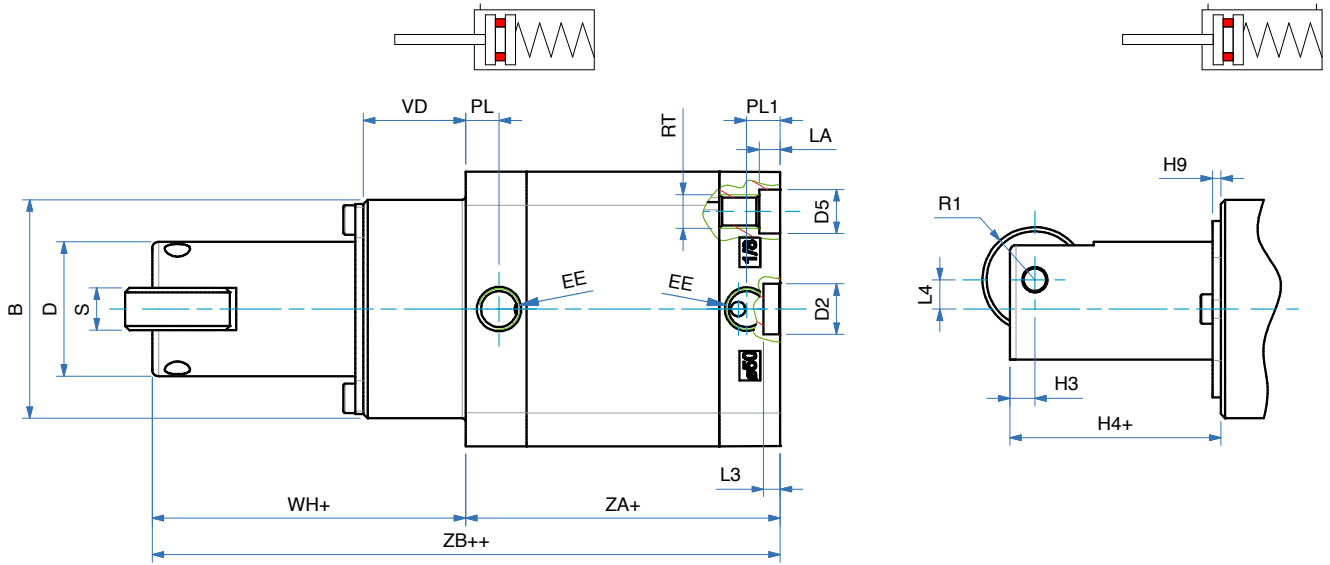 VD
PL
RT
PL1
LA
H9
R1
D5
1/8
EE
EE
B
D
S
D2
L4
ø50
H3
H4+
L3
WH+
ZA+
ZB++